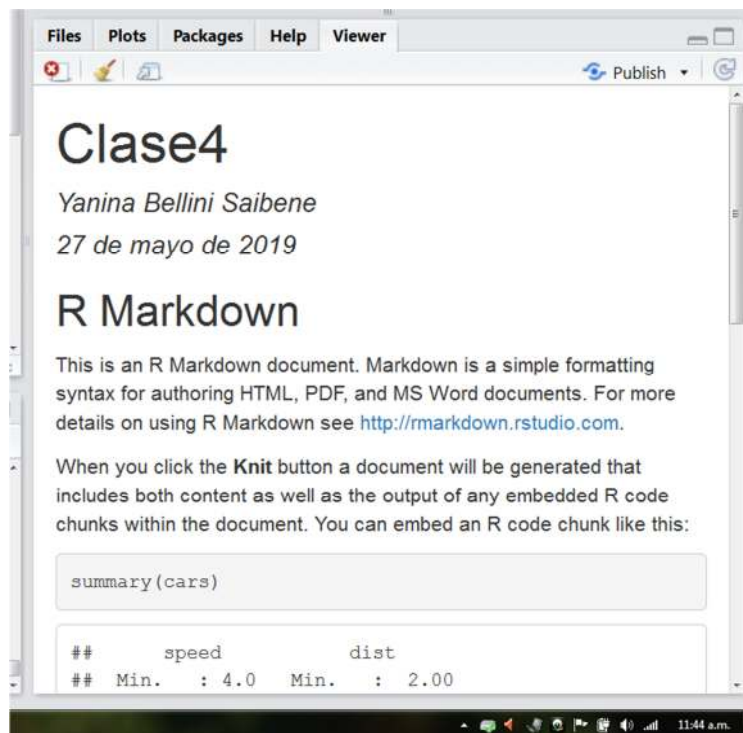 Files Plots Packages Help Viewer
Publish
Clase4
Yanina Bellini Saibene
27 de mayo de 2019
R Markdown
This is an R Markdown document. Markdown is a simple formatting
syntax for authoring HTML, PDF, and MS Word documents. For more
details on using R Markdown see http://rmarkdown.rstudio.com.
When you click the Knit button a document will be generated that
includes both content as well as the output of any embedded R code
chunks within the document. You can embed an R code chunk like this:
summary(cars)
##      speed           dist
##  Min.   : 4.0   Min.   :  2.00
11:44 a.m.